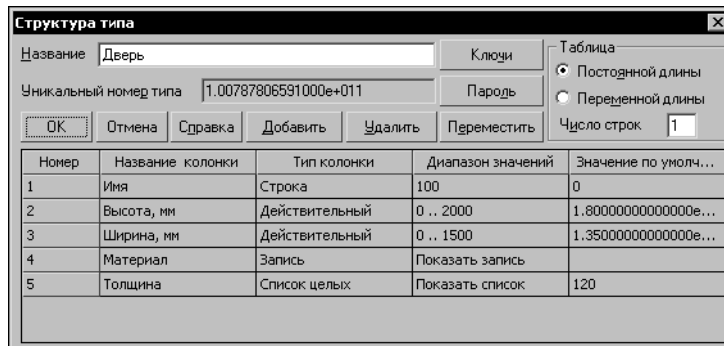 Структура типа
Название Дверь Ключи
Таблица
Постоянной длины
Уникальный номер типа 1.00787806591000e+011 Пароль
Переменной длины
OK Отмена Справка Добавить Удалить Переместить Число строк 1
Номер Название колонки Тип колонки Диапазон значений Значение по умолч...
1 Имя Строка 100 0
2 Высота, мм Действительный 0 .. 2000 1.80000000000000e...
3 Ширина, мм Действительный 0 .. 1500 1.35000000000000e...
4 Материал Запись Показать запись
5 Толщина Список целых Показать список 120